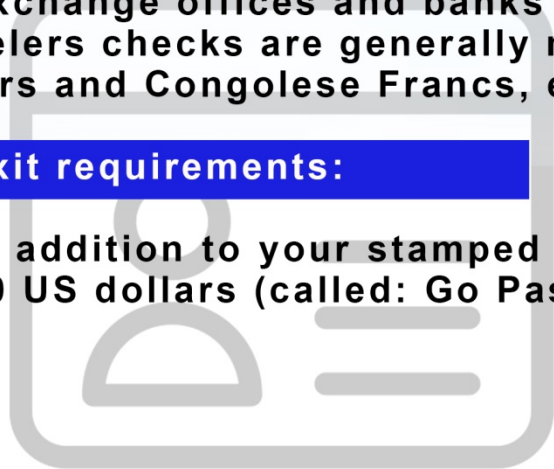 xchange offices and banks
elers checks are generally
rs and Congolese Francs,
xit requirements:
addition to your stamped
0 US dollars (called: Go Pas